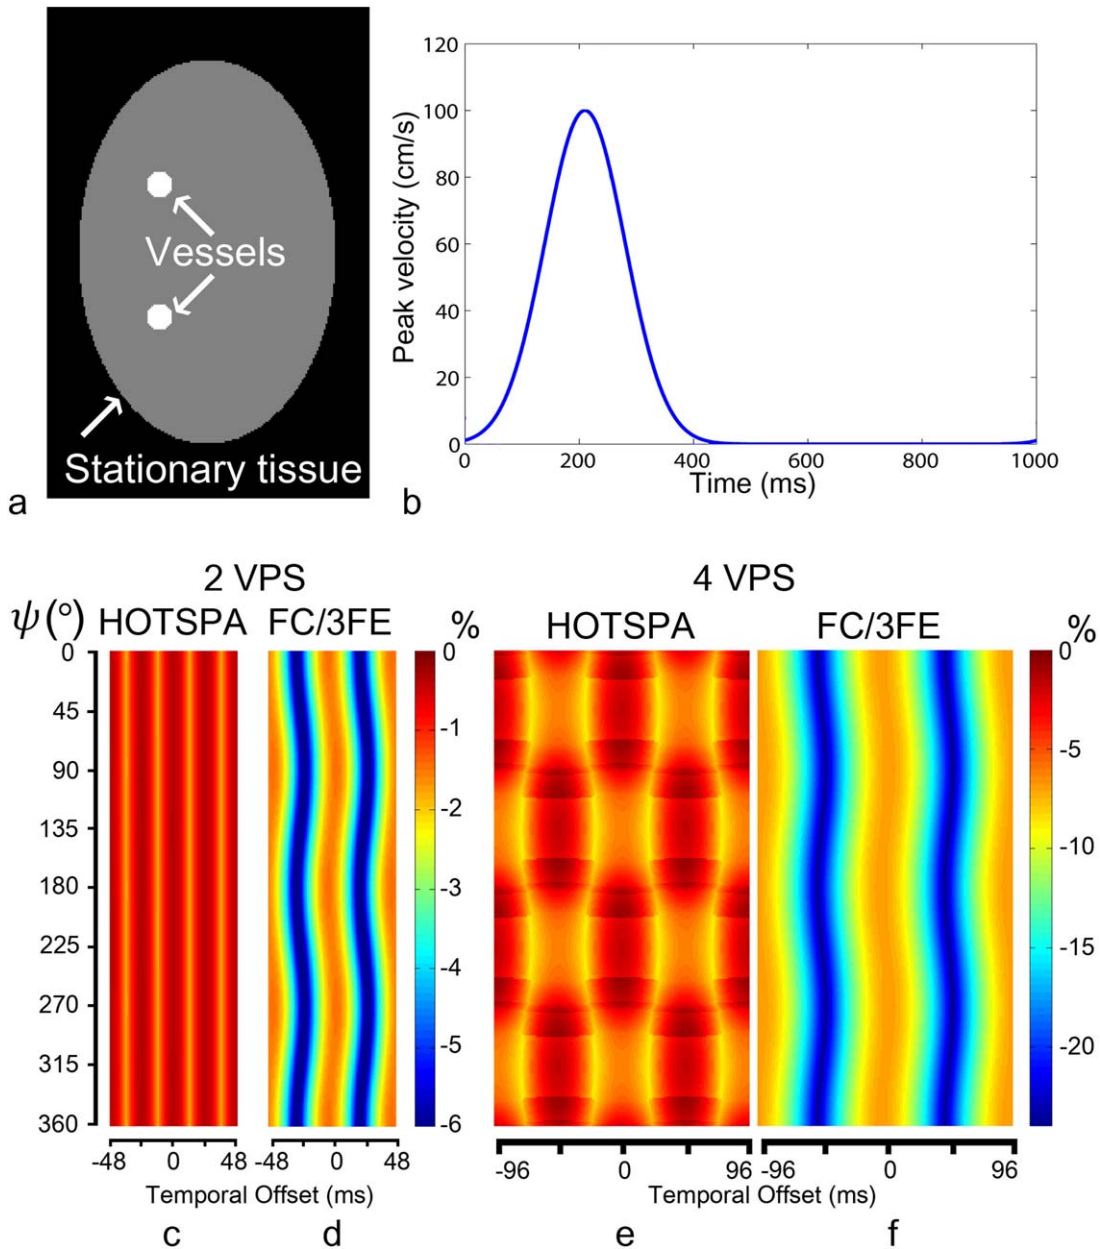 Vessels
Stationary tissue
a
120
100
80
60
40
20
0
Peak velocity (cm/s)
0 200 400 600 800 1000
Time (ms)
b
2 VPS 4 VPS
ψ(°) HOTSPA FC/3FE % HOTSPA FC/3FE %
0
45
90
135
180
225
270
315
360
0
-1
-2
-3
-4
-5
-6
0
-5
-10
-15
-20
-48 0 48 -48 0 48 -96 0 96 -96 0 96
Temporal Offset (ms) Temporal Offset (ms)
c d e f